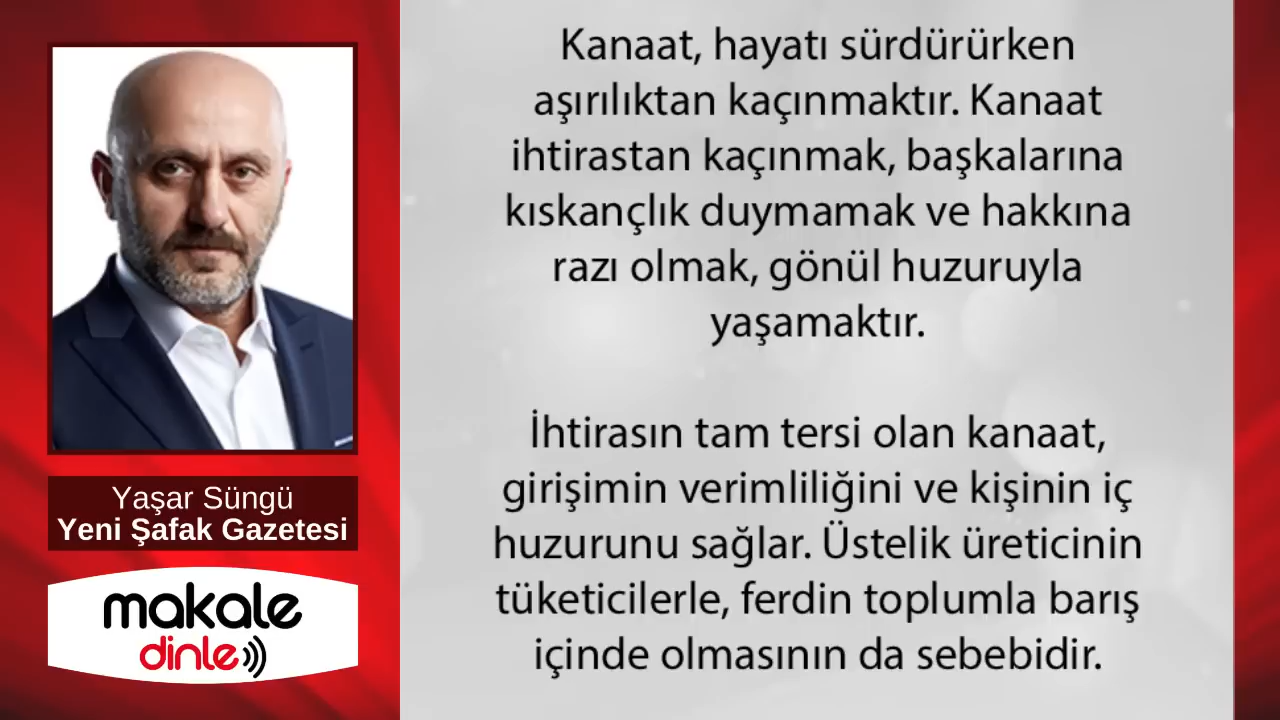 Kanaat, hayatı sürdürürken
aşırılıktan kaçınmaktır. Kanaat
ihtirastan kaçınmak, başkalarına
kıskançlık duymamak ve hakkına
razı olmak, gönül huzuruyla
yaşamaktır.
İhtirasın tam tersi olan kanaat,
girişimin verimliliğini ve kişinin iç
huzurunu sağlar. Üstelik üreticinin
tüketicilerle, ferdin toplumla barış
içinde olmasının da sebebidir.
Yaşar Süngü
Yeni Şafak Gazetesi
makale
dinle